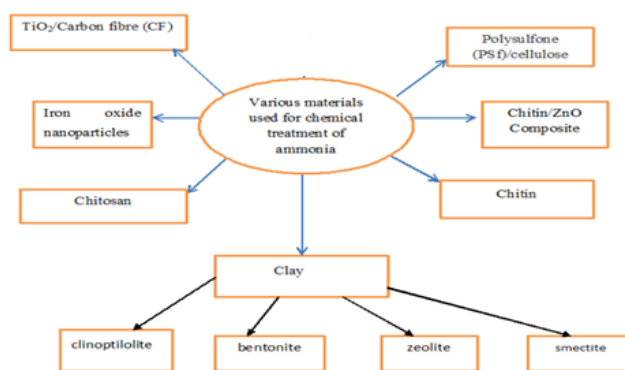 TiO₂/Carbon fibre (CF)
Polysulfone
(PSf)/cellulose
Various materials
used for chemical
treatment of
ammonia
Iron oxide
nanoparticles
Chitin/ZnO
Composite
Chitosan
Chitin
Clay
clinoptilolite
bentonite
zeolite
smectite